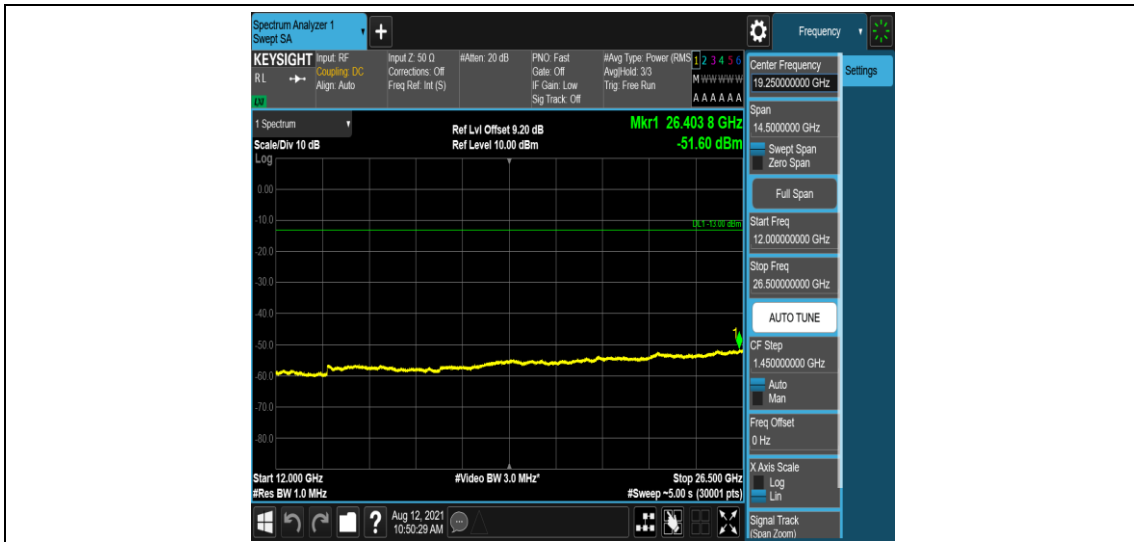 Spectrum Analyzer 1
Swept SA
+
Frequency
KEYSIGHT
RL
LM
Input: RF
Coupling: DC
Align: Auto
Input Z: 50 Ω
Corrections: Off
Freq Ref: Int (S)
#Atten: 20 dB
PNO: Fast
Gate: Off
IF Gain: Low
Sig Track: Off
#Avg Type: Power (RMS
Avg|Hold: 3/3
Trig: Free Run
1 2 3 4 5 6
M W W W W W
A A A A A A
Center Frequency
19.250000000 GHz
Settings
Span
14.5000000 GHz
Swept Span
Zero Span
Full Span
Start Freq
12.000000000 GHz
Stop Freq
26.500000000 GHz
AUTO TUNE
CF Step
1.450000000 GHz
Auto
Man
Freq Offset
0 Hz
X Axis Scale
Log
Lin
Signal Track
(Span Zoom)
1 Spectrum
Scale/Div 10 dB
Ref Lvl Offset 9.20 dB
Ref Level 10.00 dBm
Mkr1 26.403 8 GHz
-51.60 dBm
Log
0.00
-10.0
DL1 -13.00 dBm
-20.0
-30.0
-40.0
1
-50.0
-60.0
-70.0
-80.0
Start 12.000 GHz
#Video BW 3.0 MHz*
Stop 26.500 GHz
#Res BW 1.0 MHz
#Sweep ~5.00 s (30001 pts)
?
Aug 12, 2021
10:50:29 AM